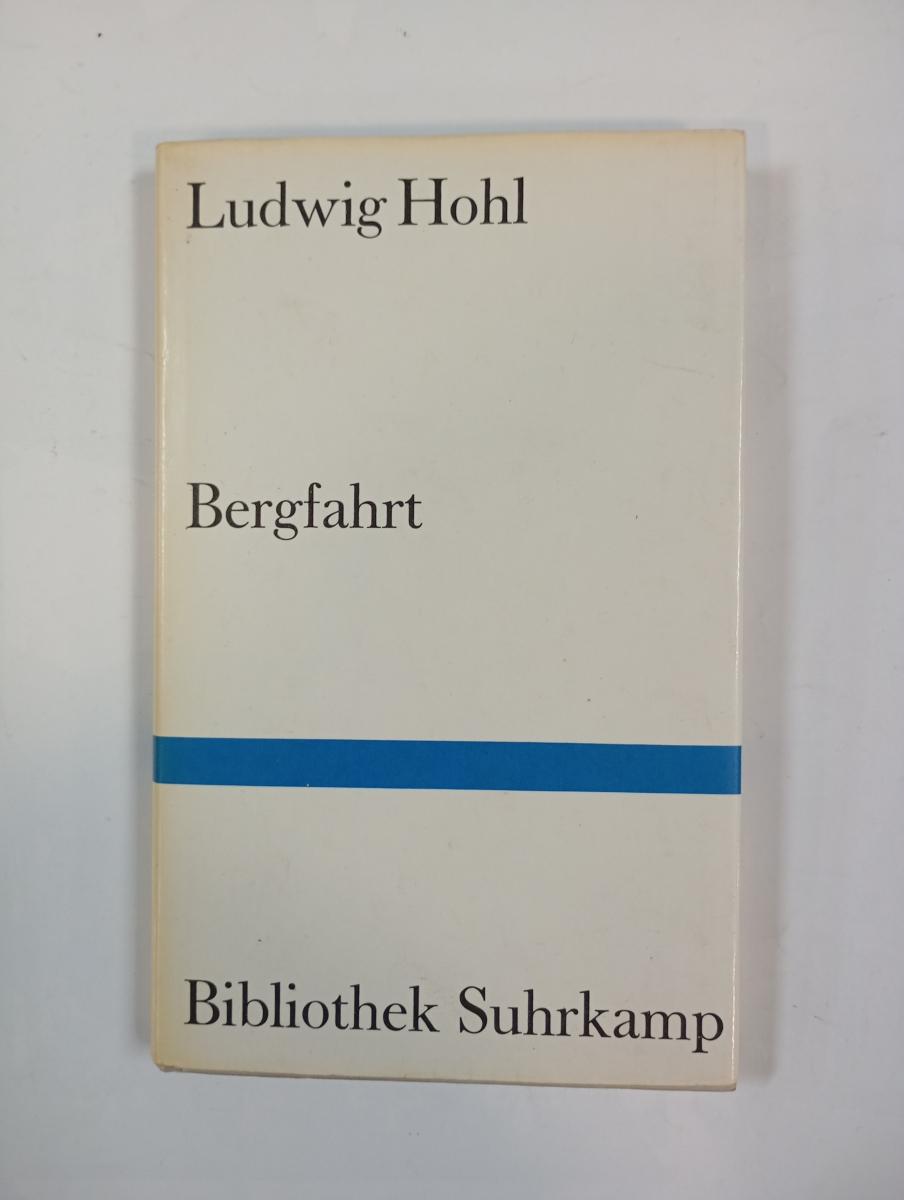 Ludwig Hohl
Bergfahrt
Bibliothek Suhrkamp